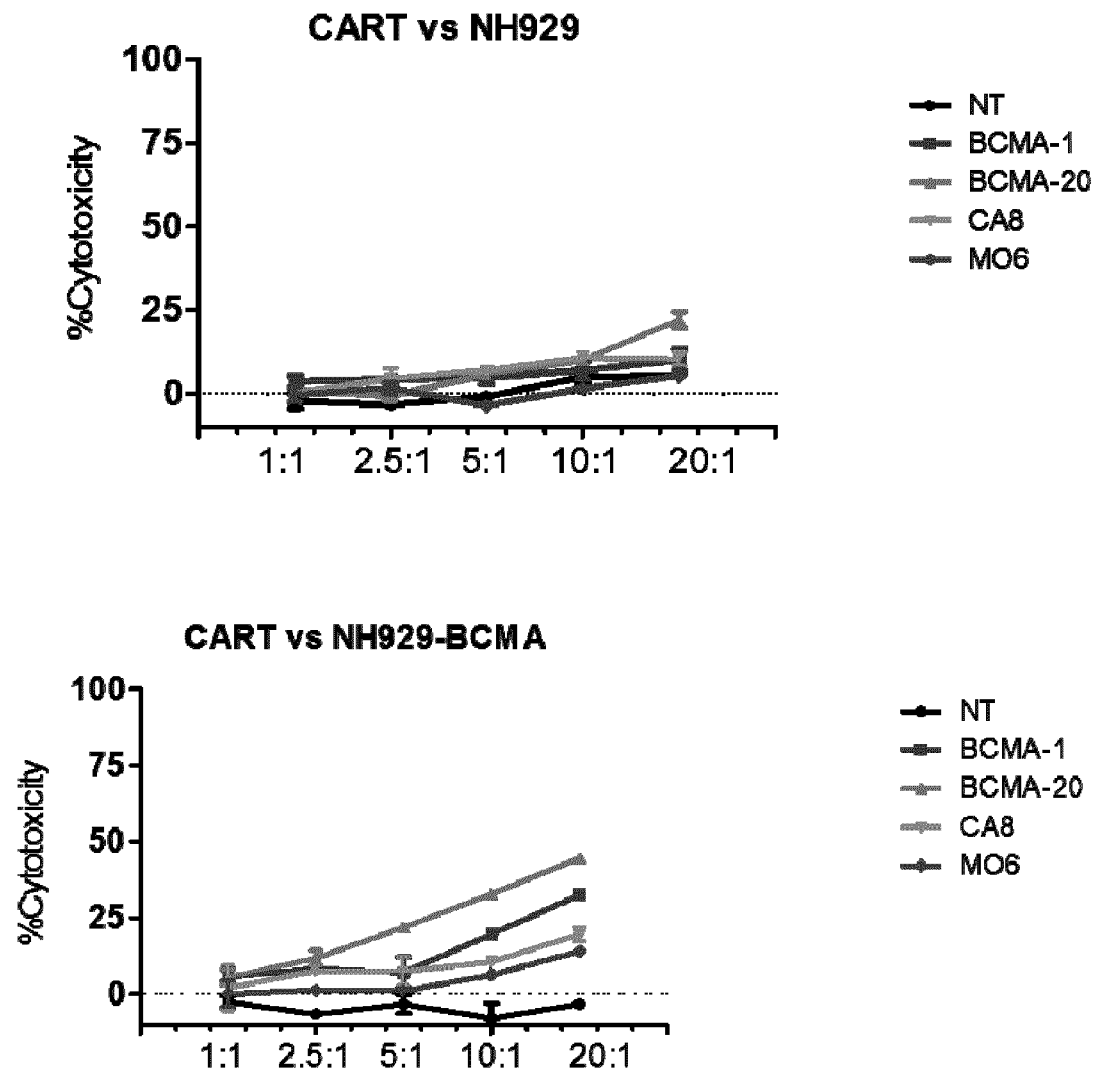 CART vs NH929
100
75
50
25
0
%Cytotoxicity
1:1 2.5:1 5:1 10:1 20:1
NT
BCMA-1
BCMA-20
CA8
MO6
CART vs NH929-BCMA
100
75
50
25
0
%Cytotoxicity
1:1 2.5:1 5:1 10:1 20:1
NT
BCMA-1
BCMA-20
CA8
MO6